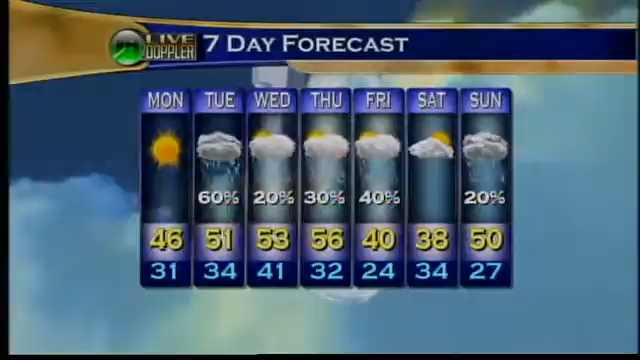 LIVE
DOPPLER
7 DAY FORECAST
MON TUE WED THU FRI SAT SUN
60% 20% 30% 40% 20%
46 51 53 56 40 38 50
31 34 41 32 24 34 27